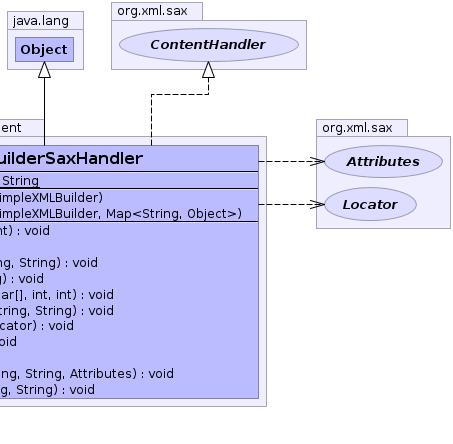 java.lang
Object
org.xml.sax
ContentHandler
ent
uilderSaxHandler
String
impleXMLBuilder)
impleXMLBuilder, Map<String, Object>)
nt) : void
ng, String) : void
g) : void
ar[], int, int) : void
tring, String) : void
cator) : void
oid
ng, String, Attributes) : void
g, String) : void
org.xml.sax
Attributes
Locator